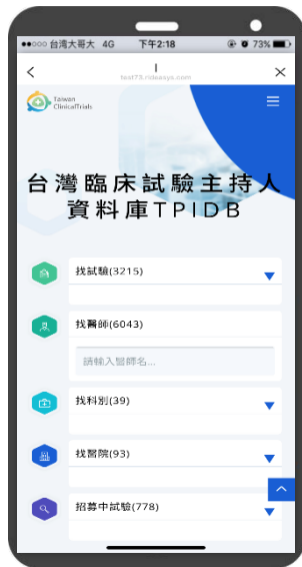 台灣大哥大 4G 下午2:18 73%
test73.rideasys.com
Taiwan
ClinicalTrials
台灣臨床試驗主持人
資料庫TPIDB
找試驗(3215)
找醫師(6043)
請輸入醫師名...
找科別(39)
找醫院(93)
招募中試驗(778)